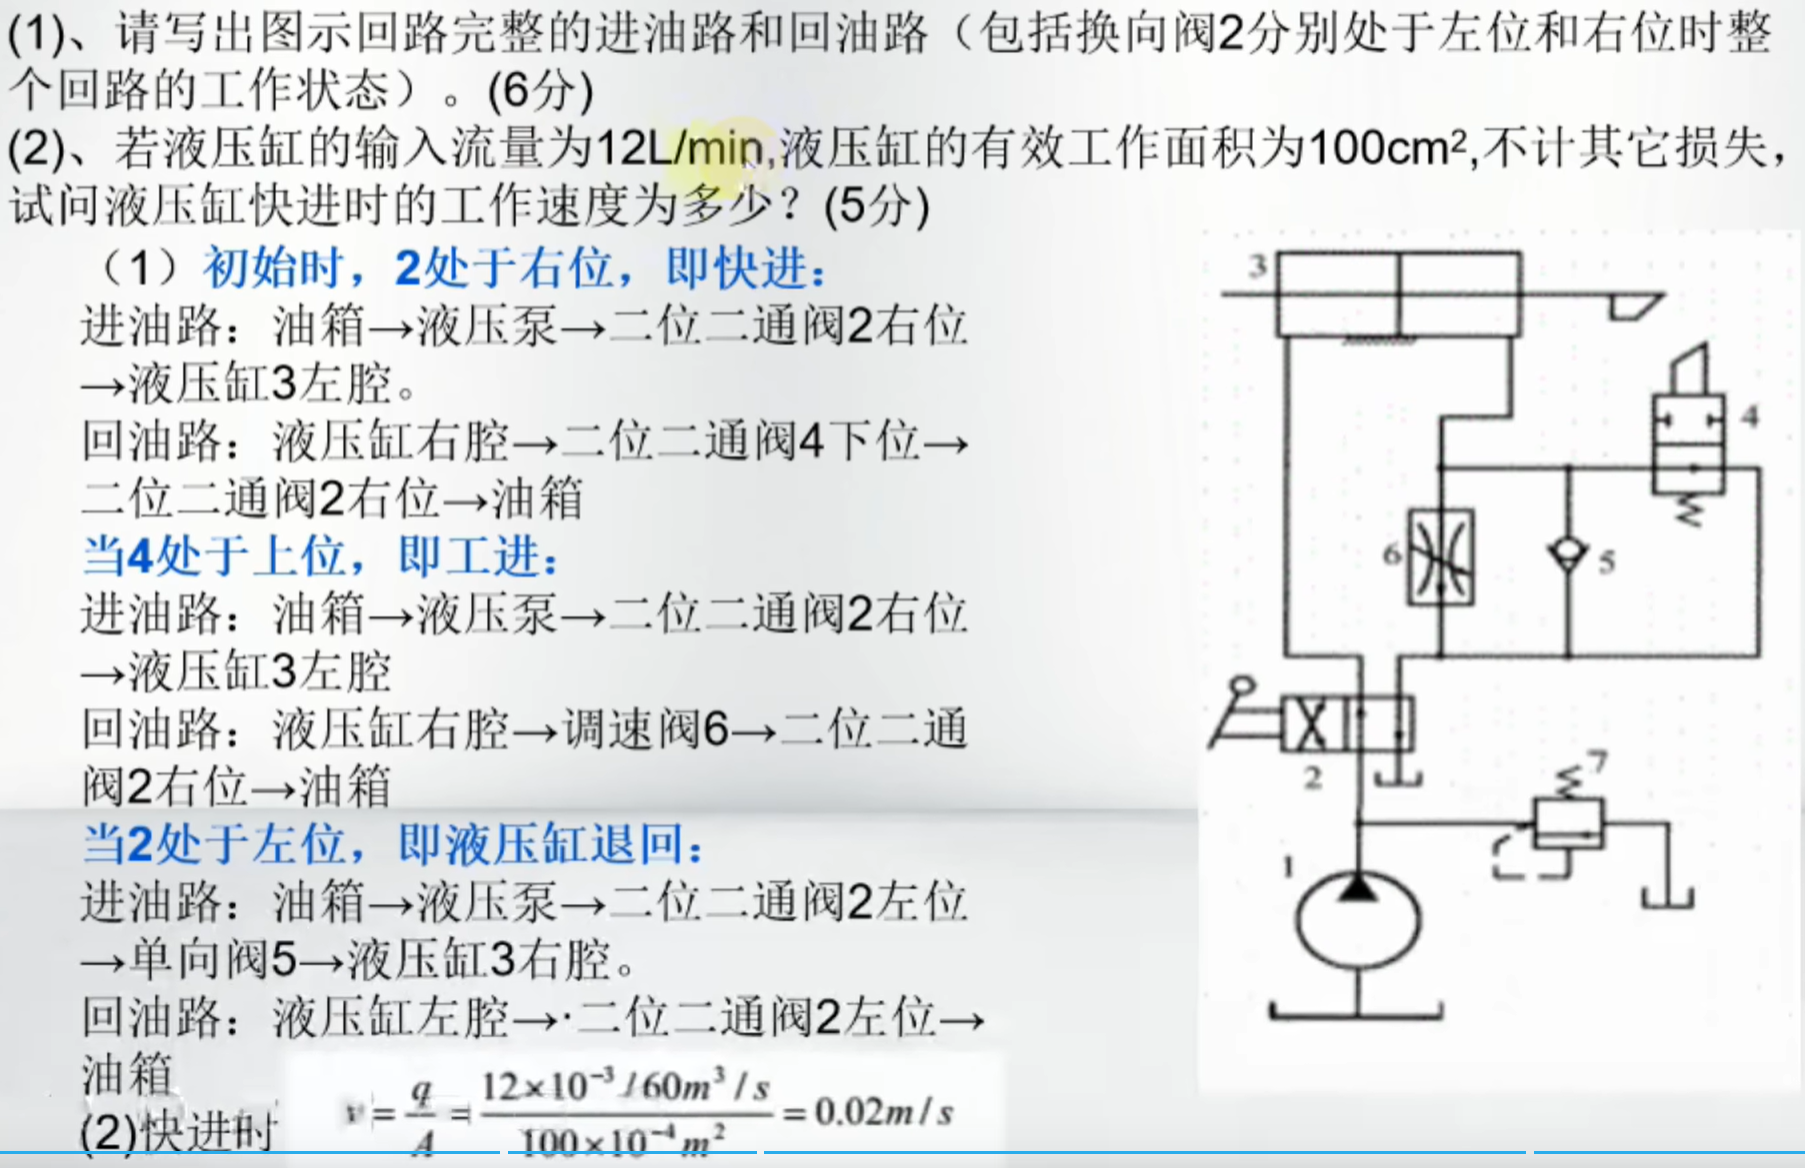 (1)、请写出图示回路完整的进油路和回油路（包括换向阀2分别处于左位和右位时整
个回路的工作状态）。(6分)
(2)、若液压缸的输入流量为12L/min,液压缸的有效工作面积为100cm²,不计其它损失,
试问液压缸快进时的工作速度为多少？(5分)
（1）初始时，2处于右位，即快进：
进油路：油箱→液压泵→二位二通阀2右位
→液压缸3左腔。
回油路：液压缸右腔→二位二通阀4下位→
二位二通阀2右位→油箱
当4处于上位，即工进：
进油路：油箱→液压泵→二位二通阀2右位
→液压缸3左腔
回油路：液压缸右腔→调速阀6→二位二通
阀2右位→油箱
当2处于左位，即液压缸退回：
进油路：油箱→液压泵→二位二通阀2左位
→单向阀5→液压缸3右腔。
回油路：液压缸左腔→·二位二通阀2左位→
油箱
(2)快进时 v = q/A = 12×10⁻³/60m³/s / 100×10⁻⁴m² = 0.02m/s
3
4
6
5
2
7
1